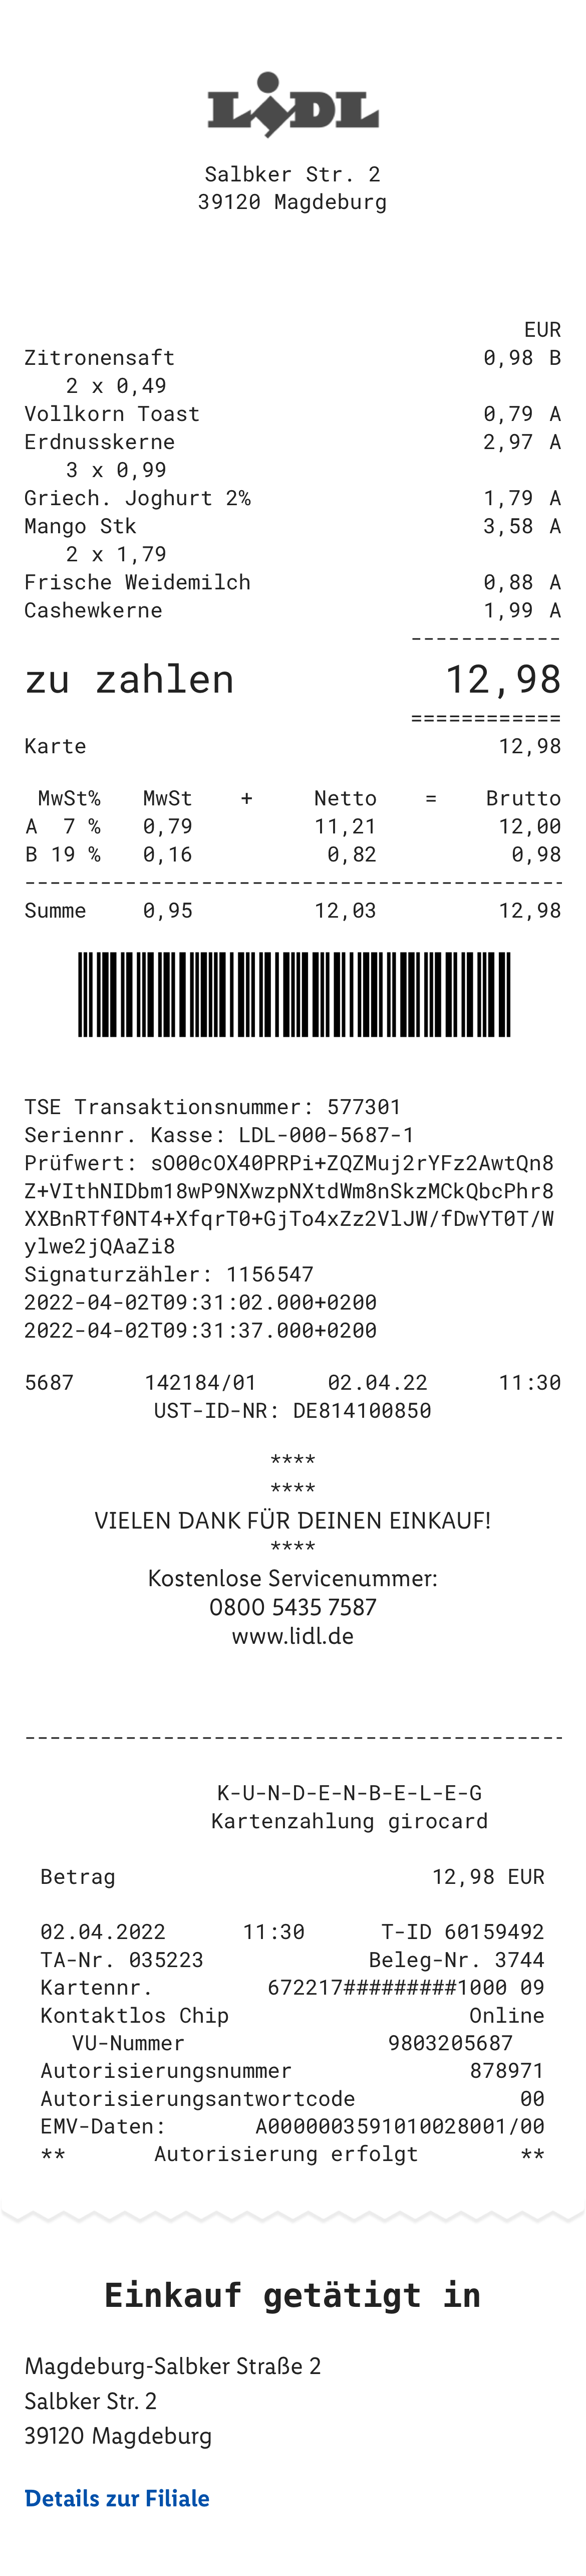 LIDL
Salbker Str. 2
39120 Magdeburg
EUR
Zitronensaft 0,98 B
2 x 0,49
Vollkorn Toast 0,79 A
Erdnusskerne 2,97 A
3 x 0,99
Griech. Joghurt 2% 1,79 A
Mango Stk 3,58 A
2 x 1,79
Frische Weidemilch 0,88 A
Cashewkerne 1,99 A
------------
zu zahlen 12,98
============
Karte 12,98
MwSt% MwSt + Netto = Brutto
A 7 % 0,79 11,21 12,00
B 19 % 0,16 0,82 0,98
-------------------------------------------
Summe 0,95 12,03 12,98
TSE Transaktionsnummer: 577301
Seriennr. Kasse: LDL-000-5687-1
Prüfwert: sO00cOX40PRPi+ZQZMuj2rYFz2AwtQn8
Z+VIthNIDbm18wP9NXwzpNXtdWm8nSkzMCkQbcPhr8
XXBnRTf0NT4+XfqrT0+GjTo4xZz2VlJW/fDwYT0T/W
ylwe2jQAaZi8
Signaturzähler: 1156547
2022-04-02T09:31:02.000+0200
2022-04-02T09:31:37.000+0200
5687 142184/01 02.04.22 11:30
UST-ID-NR: DE814100850
****
****
VIELEN DANK FÜR DEINEN EINKAUF!
****
Kostenlose Servicenummer:
0800 5435 7587
www.lidl.de
-------------------------------------------
K-U-N-D-E-N-B-E-L-E-G
Kartenzahlung girocard
Betrag 12,98 EUR
02.04.2022 11:30 T-ID 60159492
TA-Nr. 035223 Beleg-Nr. 3744
Kartennr. 672217#########1000 09
Kontaktlos Chip Online
VU-Nummer 9803205687
Autorisierungsnummer 878971
Autorisierungsantwortcode 00
EMV-Daten: A0000003591010028001/00
** Autorisierung erfolgt **
Einkauf getätigt in
Magdeburg-Salbker Straße 2
Salbker Str. 2
39120 Magdeburg
Details zur Filiale